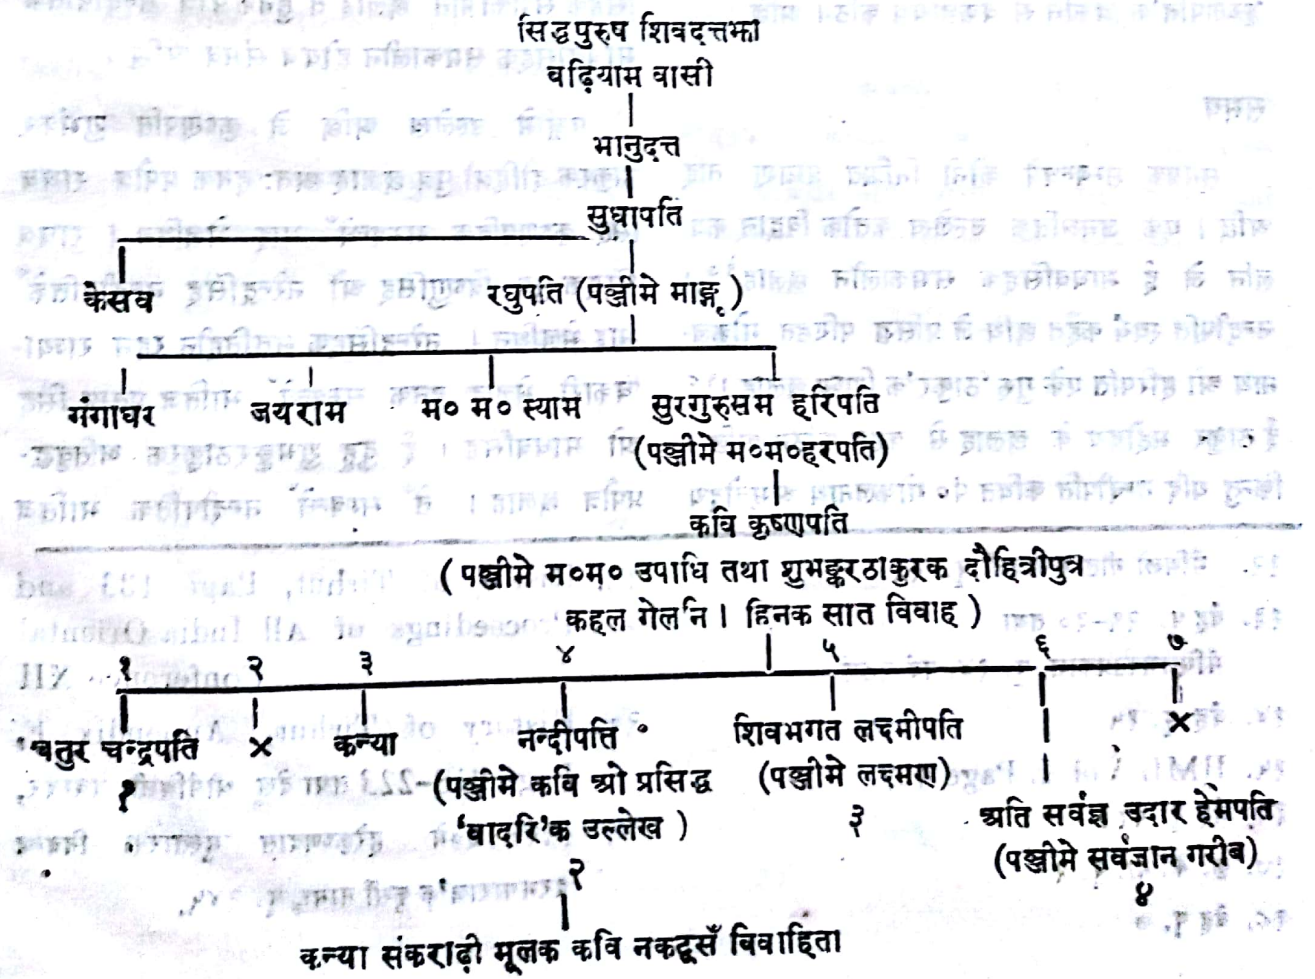 सिद्धपुरुष शिवदत्तझा
बढ़ियाम वासी
भानुदत्त
सुधापति
केसव रघुपति (पञ्जीमे माङ्गू)
गंगाधर जयराम म० म० स्याम सुरगुरुसम हरिपति
(पञ्जीमे म०म०हरपति)
कवि कृष्णपति
(पञ्जीमे म०म० उपाधि तथा शुभङ्करठाकुरक दौहित्रीपुत्र
कहल गेल'नि । हिनक सात विवाह)
१ २ ३ ४ ५ ६ ७
चतुर चन्द्रपति × कन्या नन्दीपति शिवभगत लक्ष्मीपति ×
१ (पञ्जीमे कवि ओ प्रसिद्ध (पञ्जीमे लक्ष्मण)
'बादरि'क उल्लेख) ३ अति सर्वज्ञ उदार हेमपति
(पञ्जीमे सर्वजान गरीब)
२ ४
कन्या संकराढ़ी मूलक कवि नकटूसँ विवाहिता